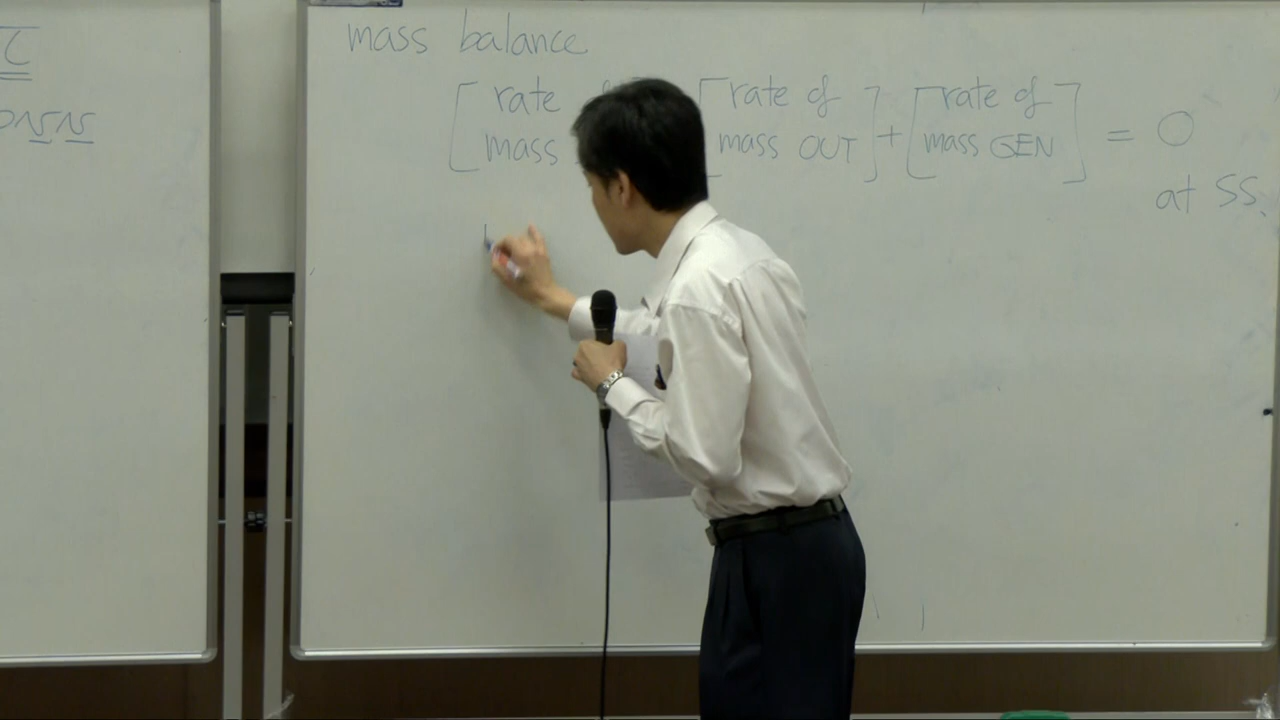 C
mass balance
[rate [rate of] [rate of]
mass mass OUT] + [mass GEN] = 0
at SS.